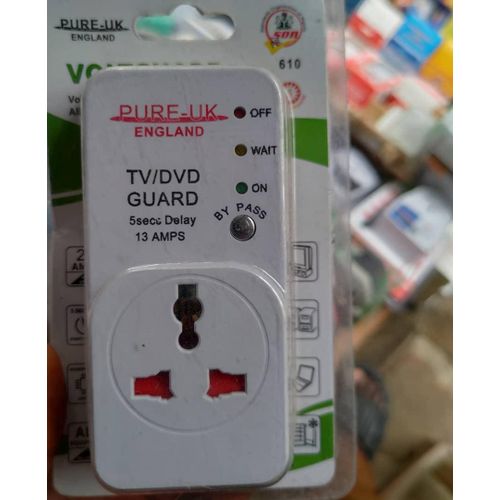 PURE-UK
ENGLAND
SON
610
PURE-UK
ENGLAND
OFF
WAIT
TV/DVD
GUARD
ON
5secs Delay
BY PASS
13 AMPS